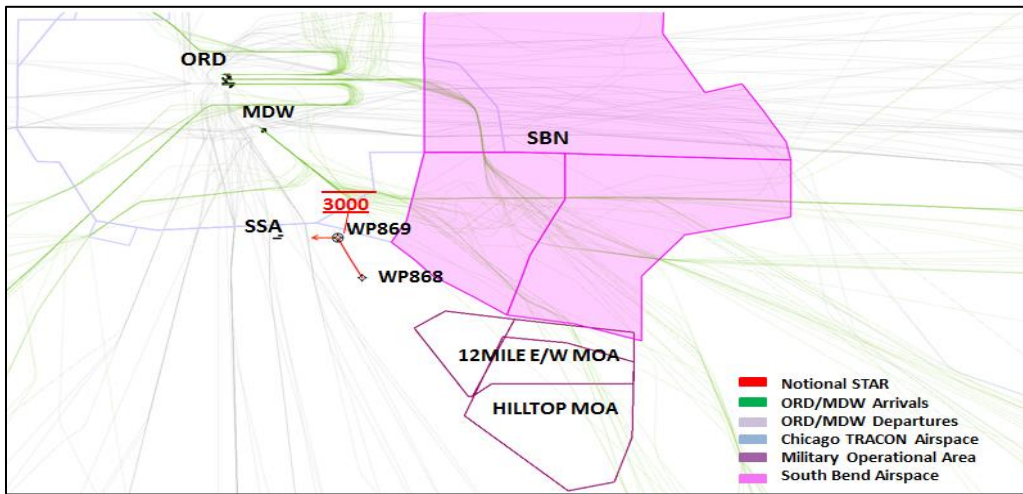 ORD
MDW
SBN
3000
SSA
WP869
WP868
12MILE E/W MOA
HILLTOP MOA
Notional STAR
ORD/MDW Arrivals
ORD/MDW Departures
Chicago TRACON Airspace
Military Operational Area
South Bend Airspace